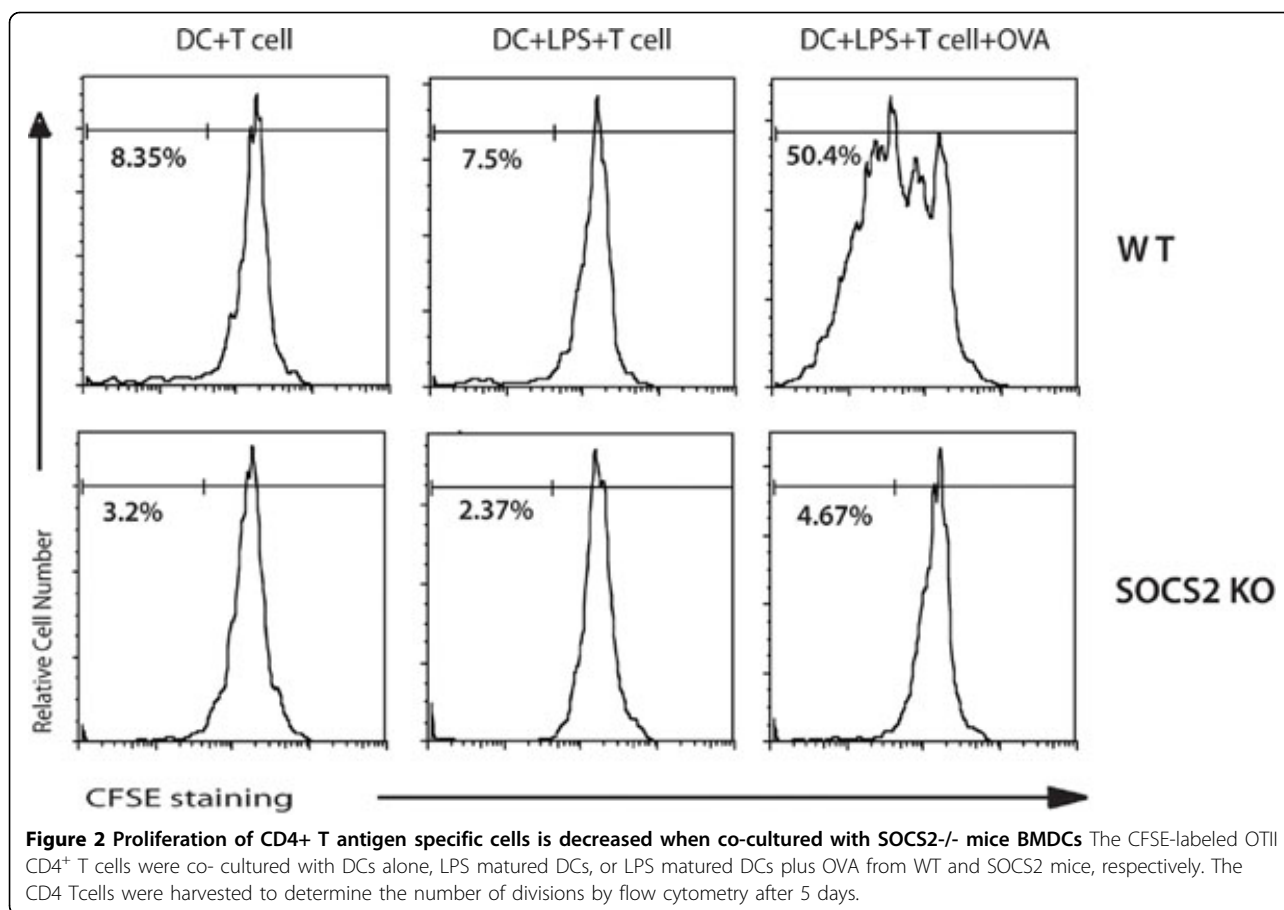 DC+T cell
DC+LPS+T cell
DC+LPS+T cell+OVA
8.35%
7.5%
50.4%
W T
3.2%
2.37%
4.67%
SOCS2 KO
Relative Cell Number
CFSE staining
Figure 2 Proliferation of CD4+ T antigen specific cells is decreased when co-cultured with SOCS2-/- mice BMDCs The CFSE-labeled OTII
CD4+ T cells were co- cultured with DCs alone, LPS matured DCs, or LPS matured DCs plus OVA from WT and SOCS2 mice, respectively. The
CD4 Tcells were harvested to determine the number of divisions by flow cytometry after 5 days.